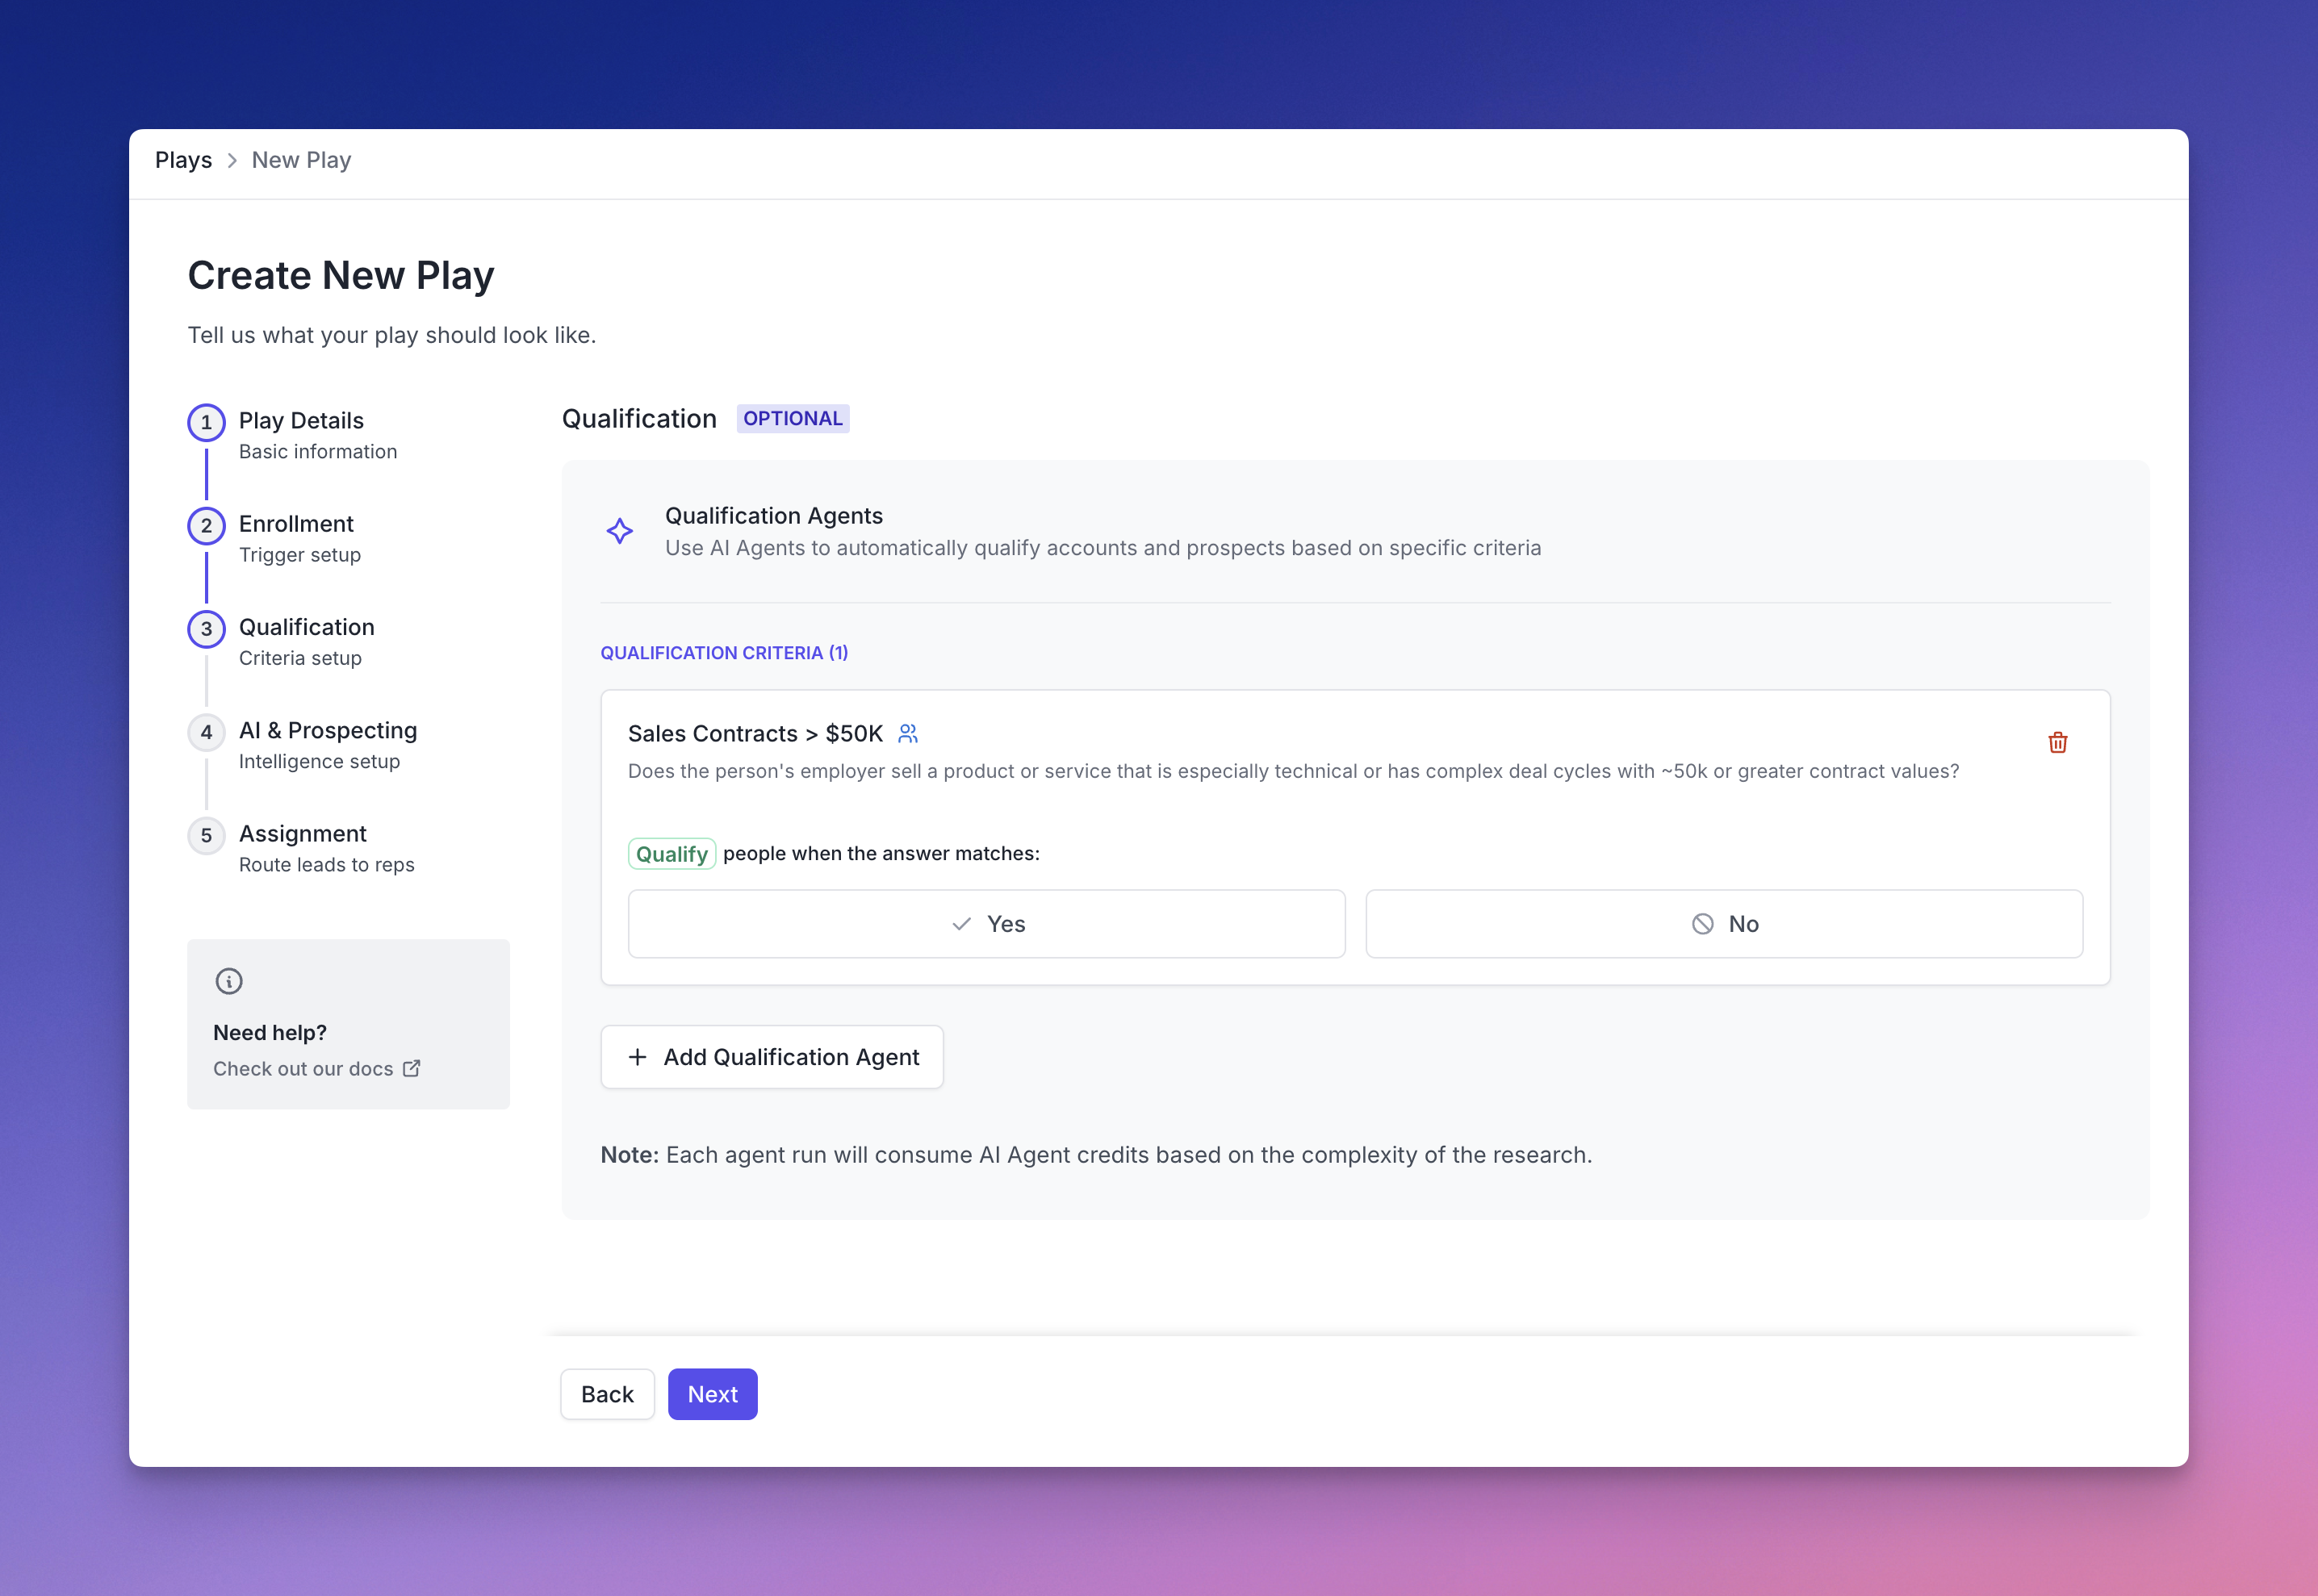 Plays > New Play
Create New Play
Tell us what your play should look like.
1 Play Details
Basic information
2 Enrollment
Trigger setup
3 Qualification
Criteria setup
4 AI & Prospecting
Intelligence setup
5 Assignment
Route leads to reps
Need help?
Check out our docs
Qualification OPTIONAL
Qualification Agents
Use AI Agents to automatically qualify accounts and prospects based on specific criteria
QUALIFICATION CRITERIA (1)
Sales Contracts > $50K
Does the person's employer sell a product or service that is especially technical or has complex deal cycles with ~50k or greater contract values?
Qualify people when the answer matches:
Yes
No
+ Add Qualification Agent
Note: Each agent run will consume AI Agent credits based on the complexity of the research.
Back
Next